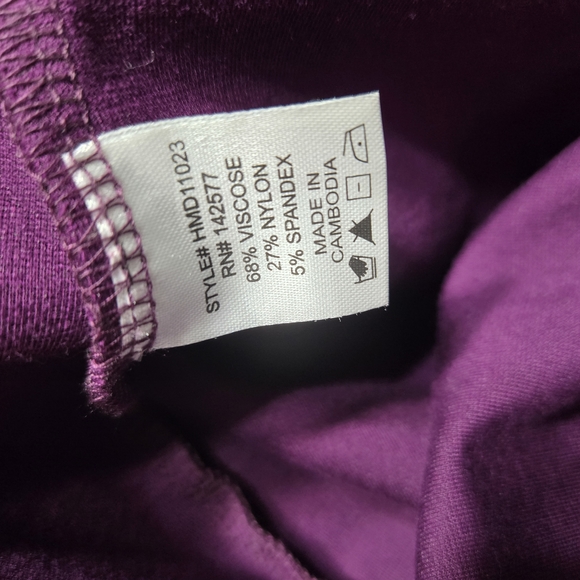 STYLE# HMD11023
RN# 142577
68% VISCOSE
27% NYLON
5% SPANDEX
MADE IN
CAMBODIA